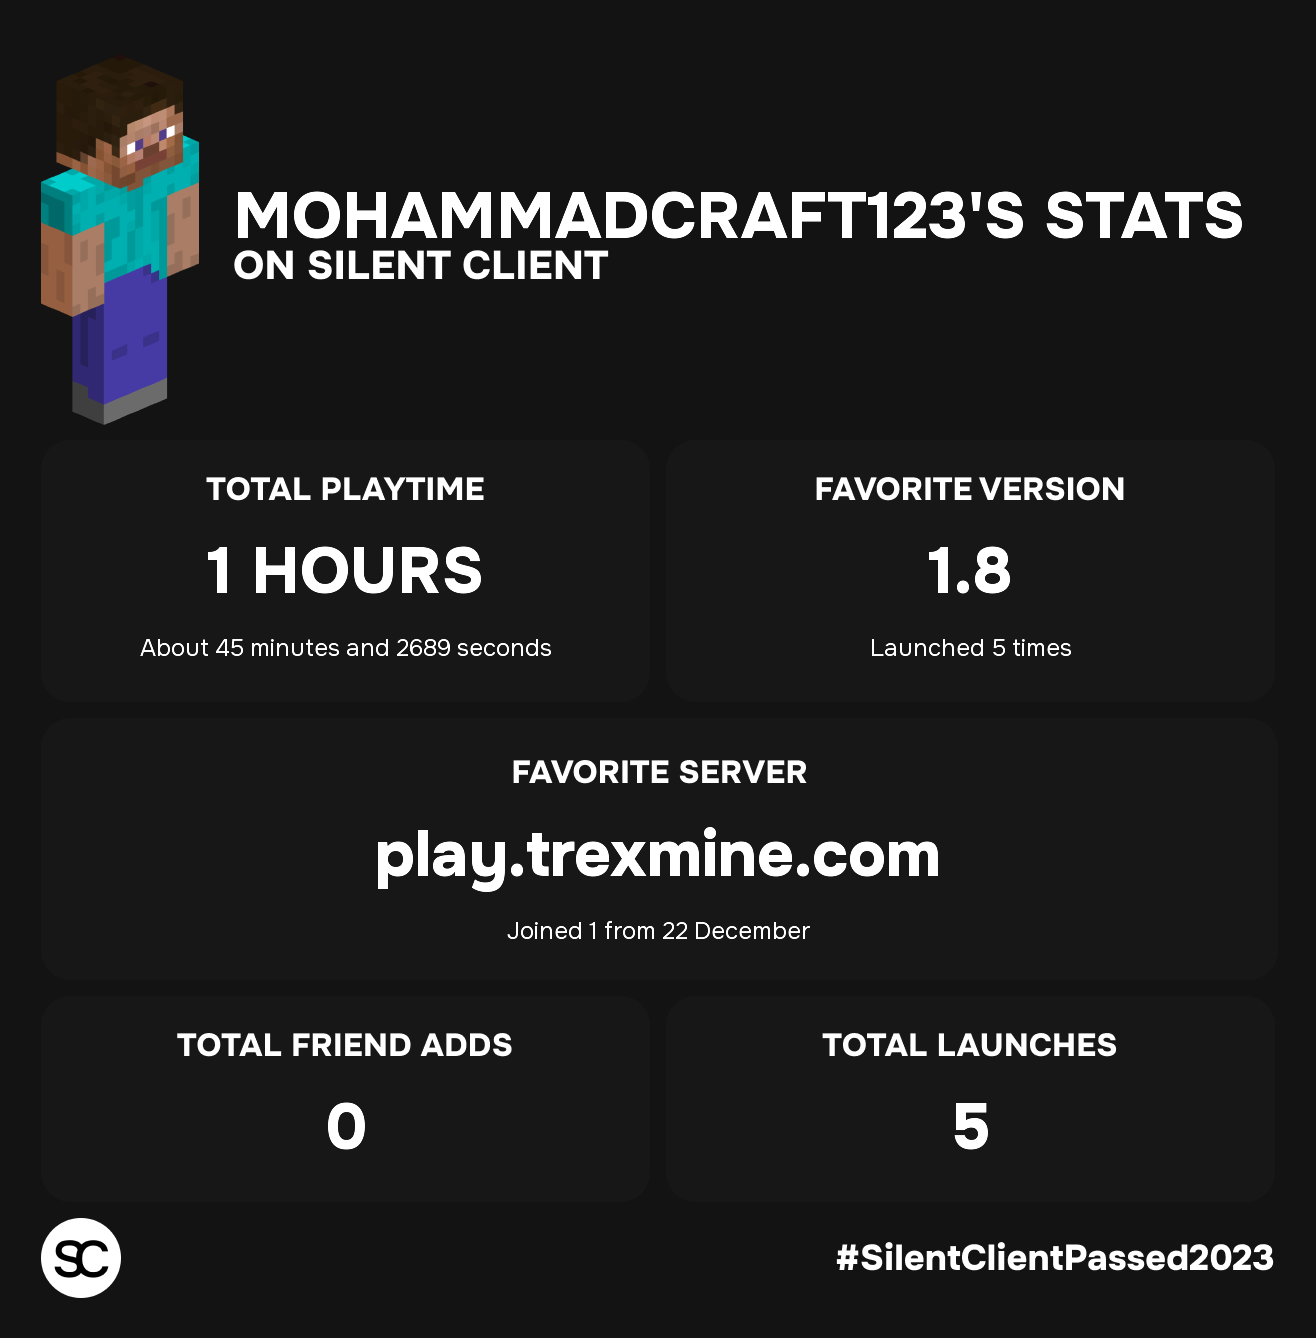 MOHAMMADCRAFT123'S STATS
ON SILENT CLIENT
TOTAL PLAYTIME
1 HOURS
About 45 minutes and 2689 seconds
FAVORITE VERSION
1.8
Launched 5 times
FAVORITE SERVER
play.trexmine.com
Joined 1 from 22 December
TOTAL FRIEND ADDS
0
TOTAL LAUNCHES
5
SC
#SilentClientPassed2023